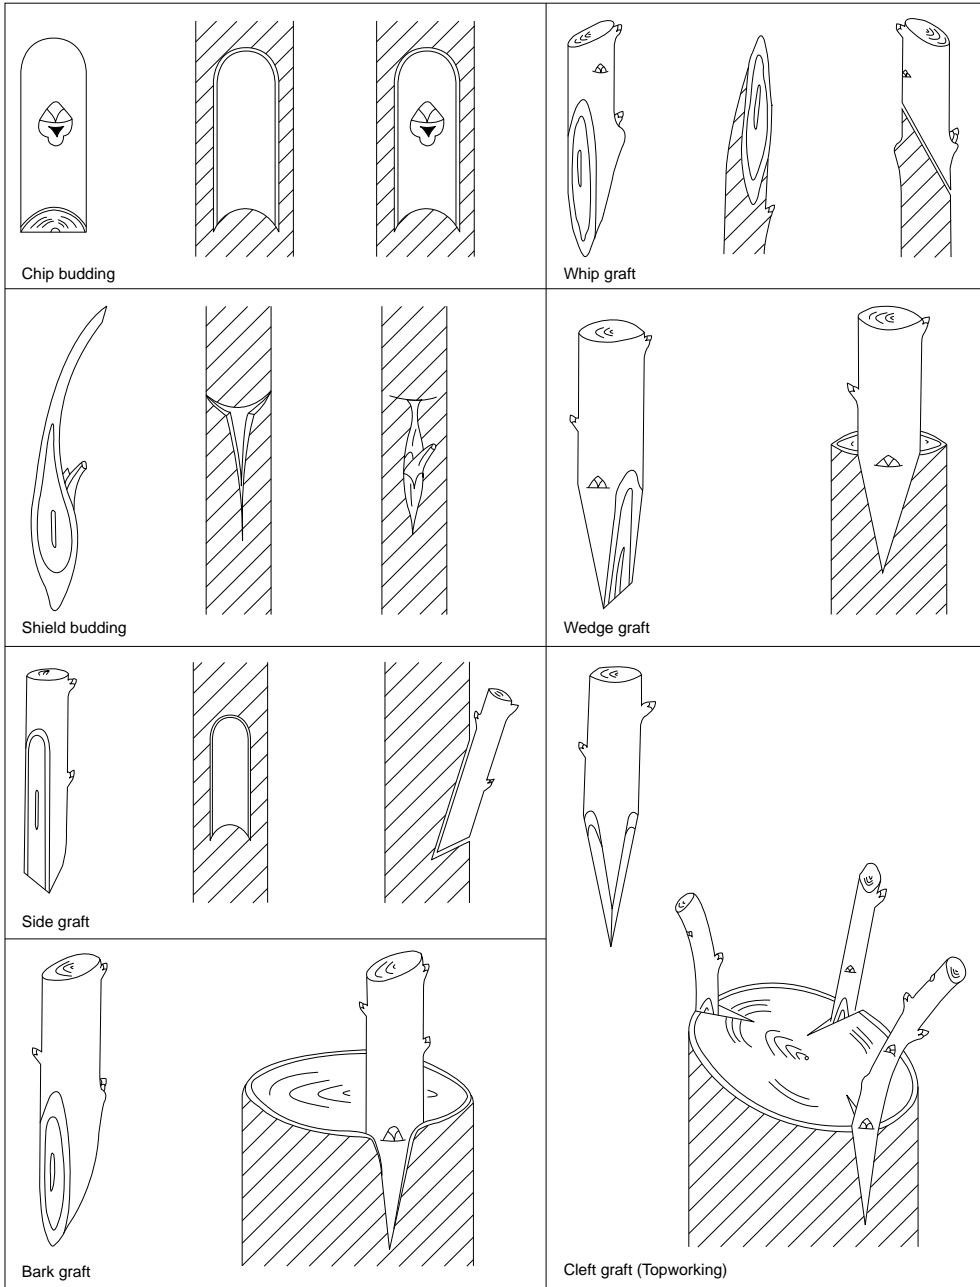 Chip budding
Whip graft
Shield budding
Wedge graft
Side graft
Bark graft
Cleft graft (Topworking)